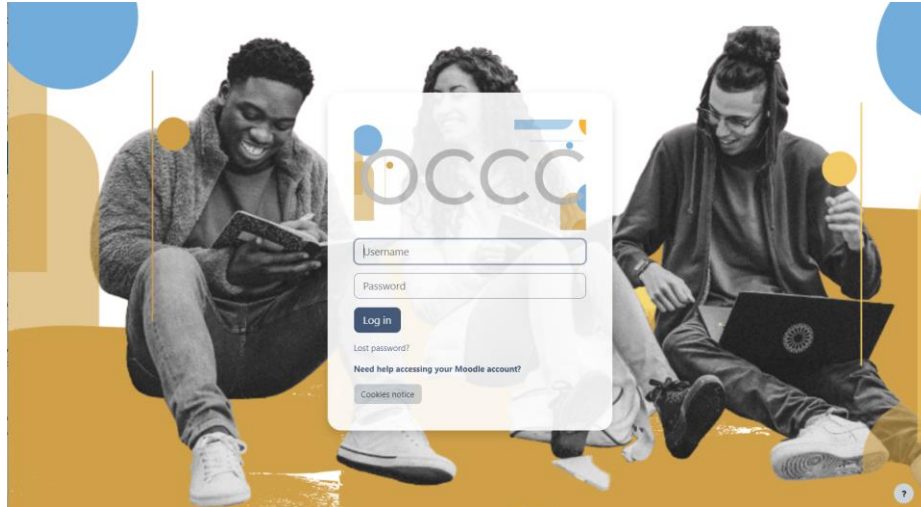 OCCC
Username
Password
Log in
Lost password?
Need help accessing your Moodle account?
Cookies notice
?